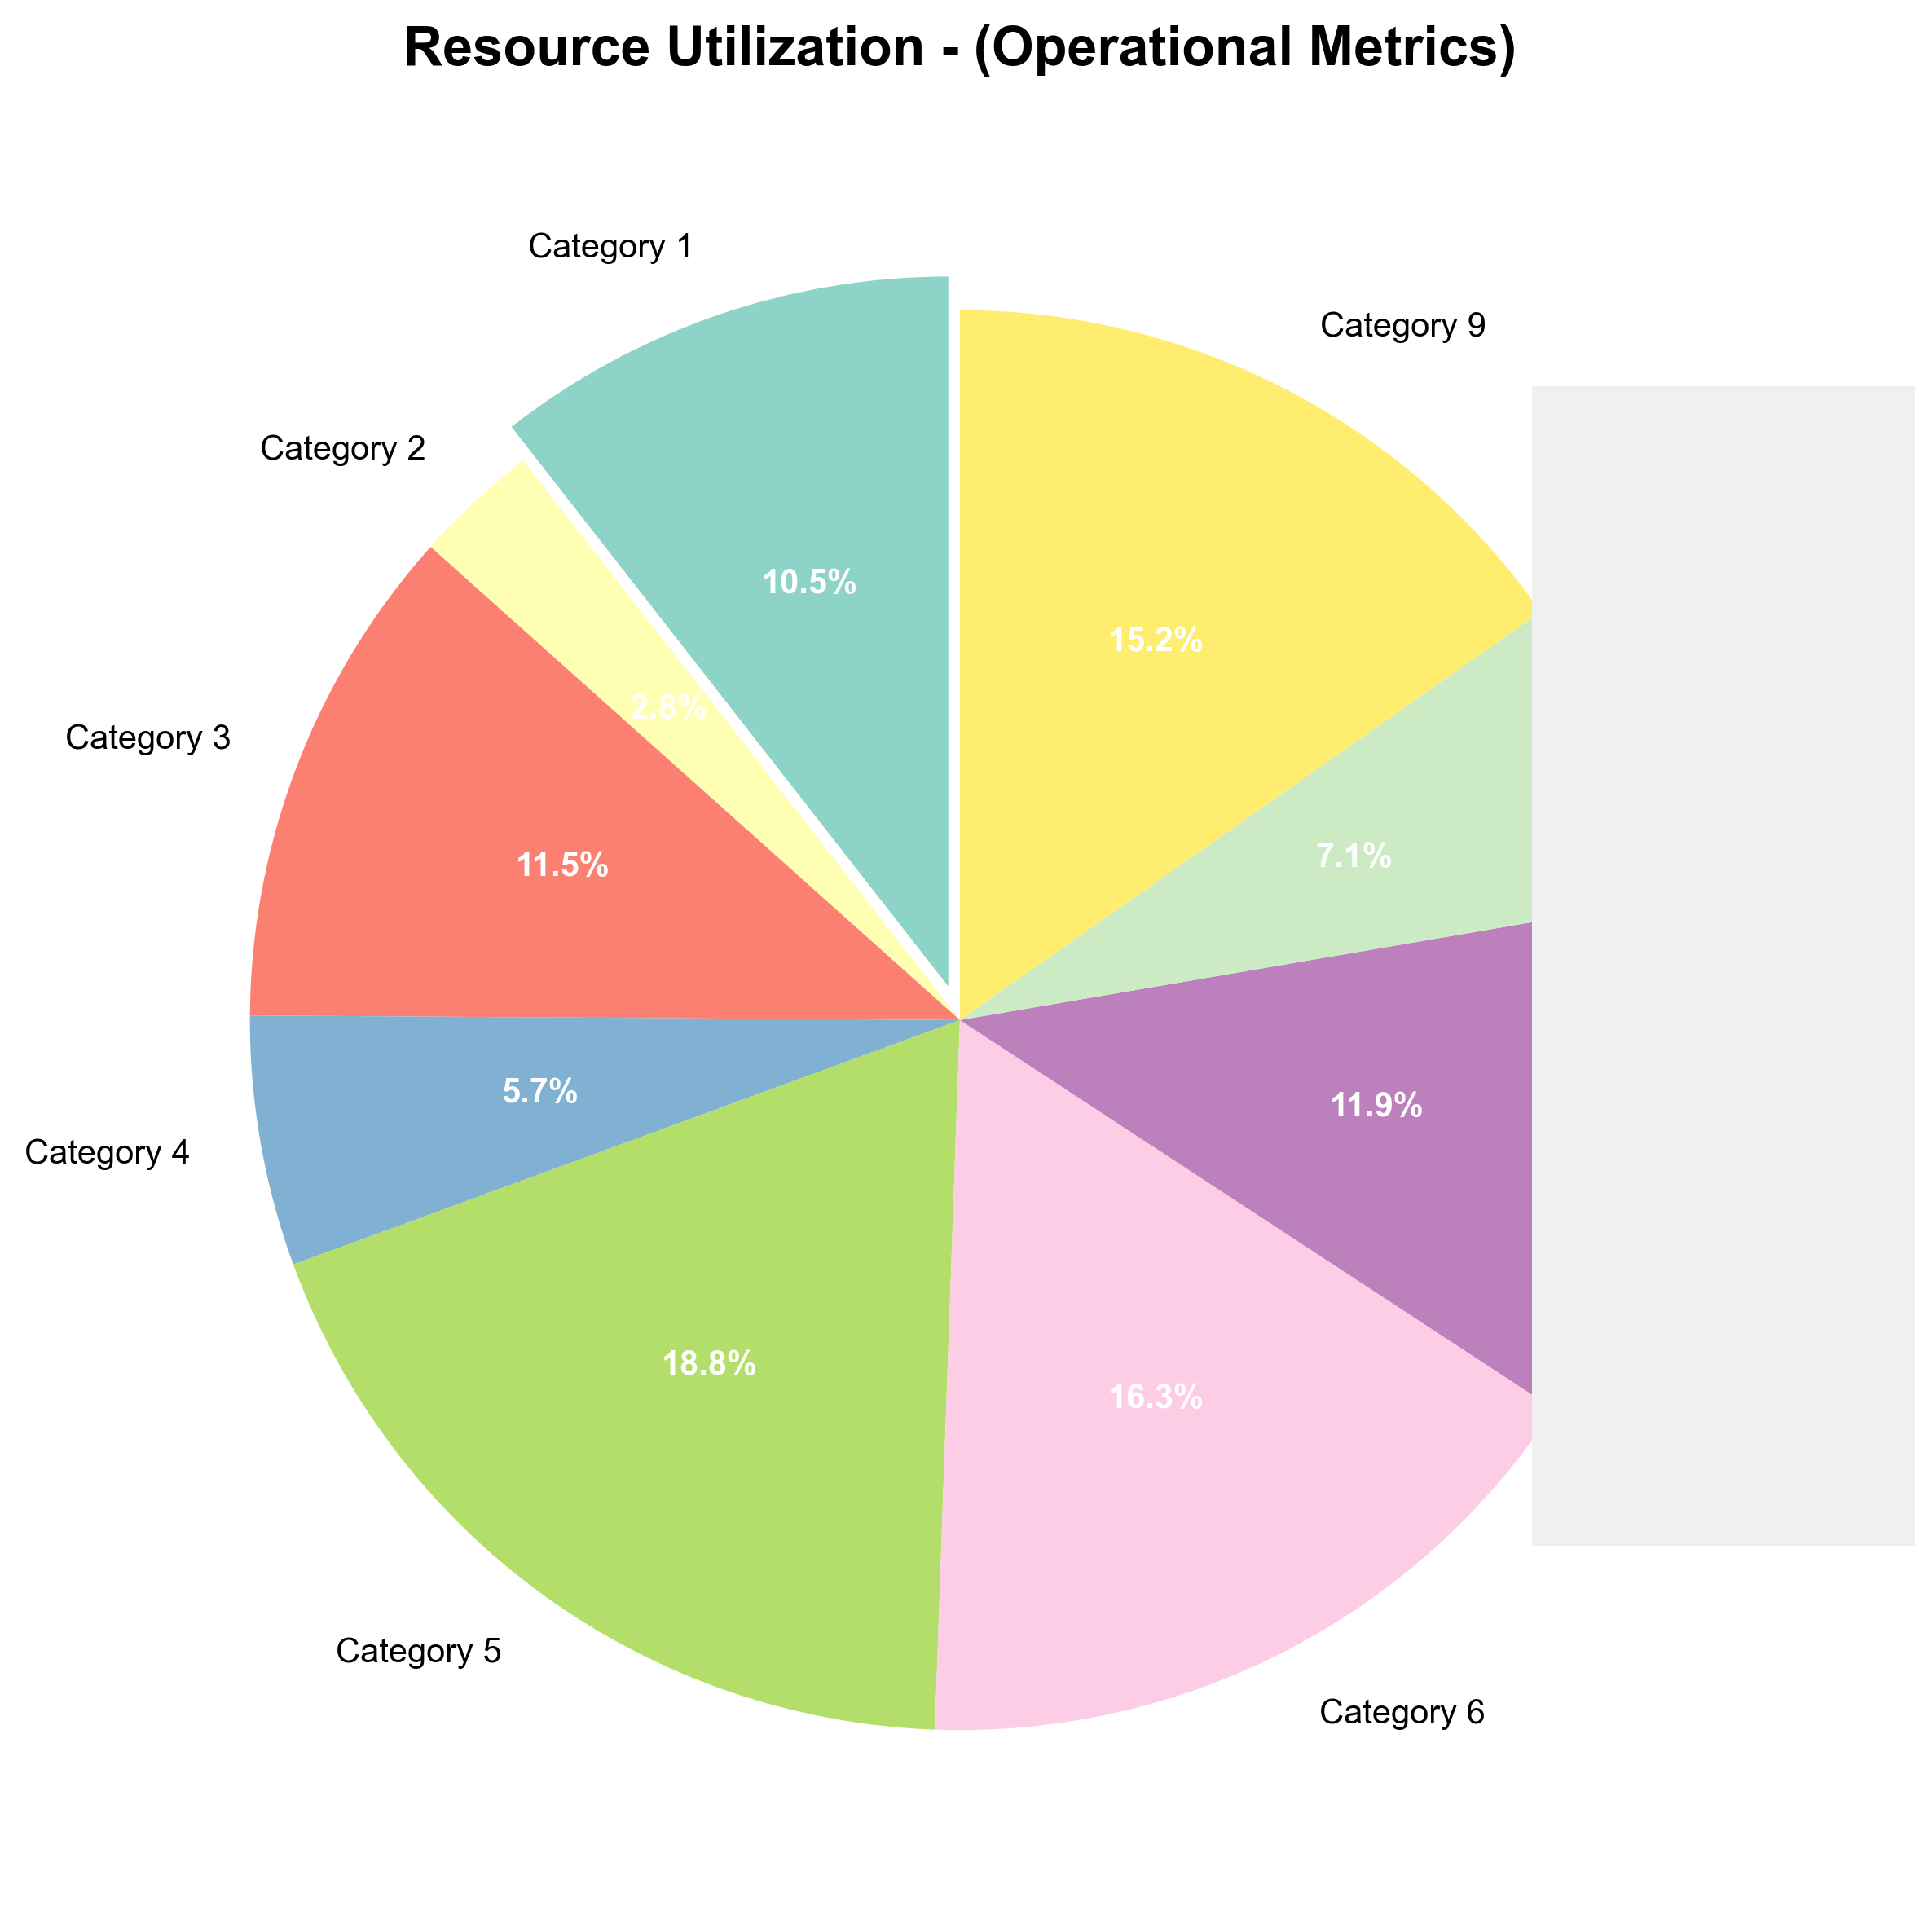 Resource Utilization - (Operational Metrics)
Category 1
Category 9
Category 2
10.5%
15.2%
2.8%
Category 3
11.5%
7.1%
5.7%
11.9%
Category 4
18.8%
16.3%
Category 5
Category 6